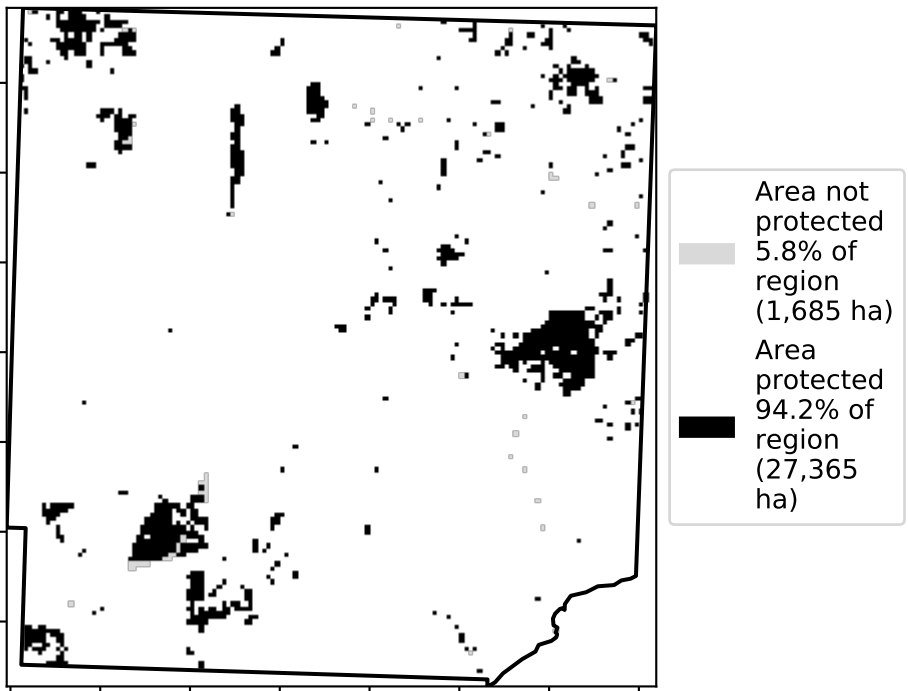 Area not
protected
5.8% of
region
(1,685 ha)
Area
protected
94.2% of
region
(27,365
ha)